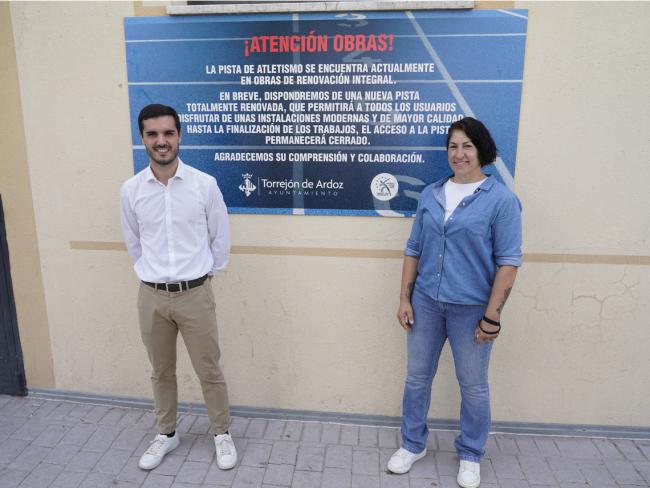 ¡ATENCIÓN OBRAS!
LA PISTA DE ATLETISMO SE ENCUENTRA ACTUALMENTE
EN OBRAS DE RENOVACIÓN INTEGRAL.
EN BREVE, DISPONDREMOS DE UNA NUEVA PISTA
TOTALMENTE RENOVADA, QUE PERMITIRÁ A TODOS LOS USUARIOS
DISFRUTAR DE UNAS INSTALACIONES MODERNAS Y DE MAYOR CALIDAD
HASTA LA FINALIZACIÓN DE LOS TRABAJOS, EL ACCESO A LA PISTA
PERMANECERÁ CERRADO.
AGRADECEMOS SU COMPRENSIÓN Y COLABORACIÓN.
Torrejón de Ardoz
AYUNTAMIENTO